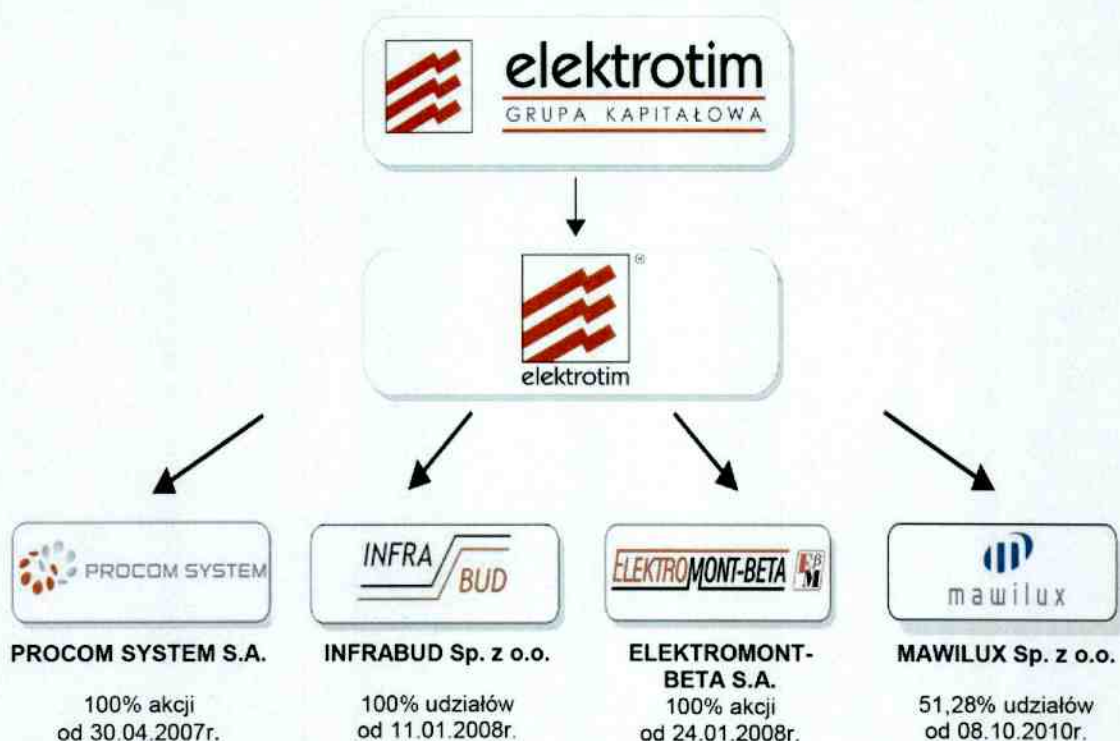 elektrotim
GRUPA KAPITAŁOWA
®
elektrotim
PROCOM SYSTEM
INFRA
BUD
ELEKTROMONT-BETA EβM
mawilux
PROCOM SYSTEM S.A.
100% akcji
od 30.04.2007r.
INFRABUD Sp. z o.o.
100% udziałów
od 11.01.2008r.
ELEKTROMONT-
BETA S.A.
100% akcji
od 24.01.2008r.
MAWILUX Sp. z o.o.
51,28% udziałów
od 08.10.2010r.